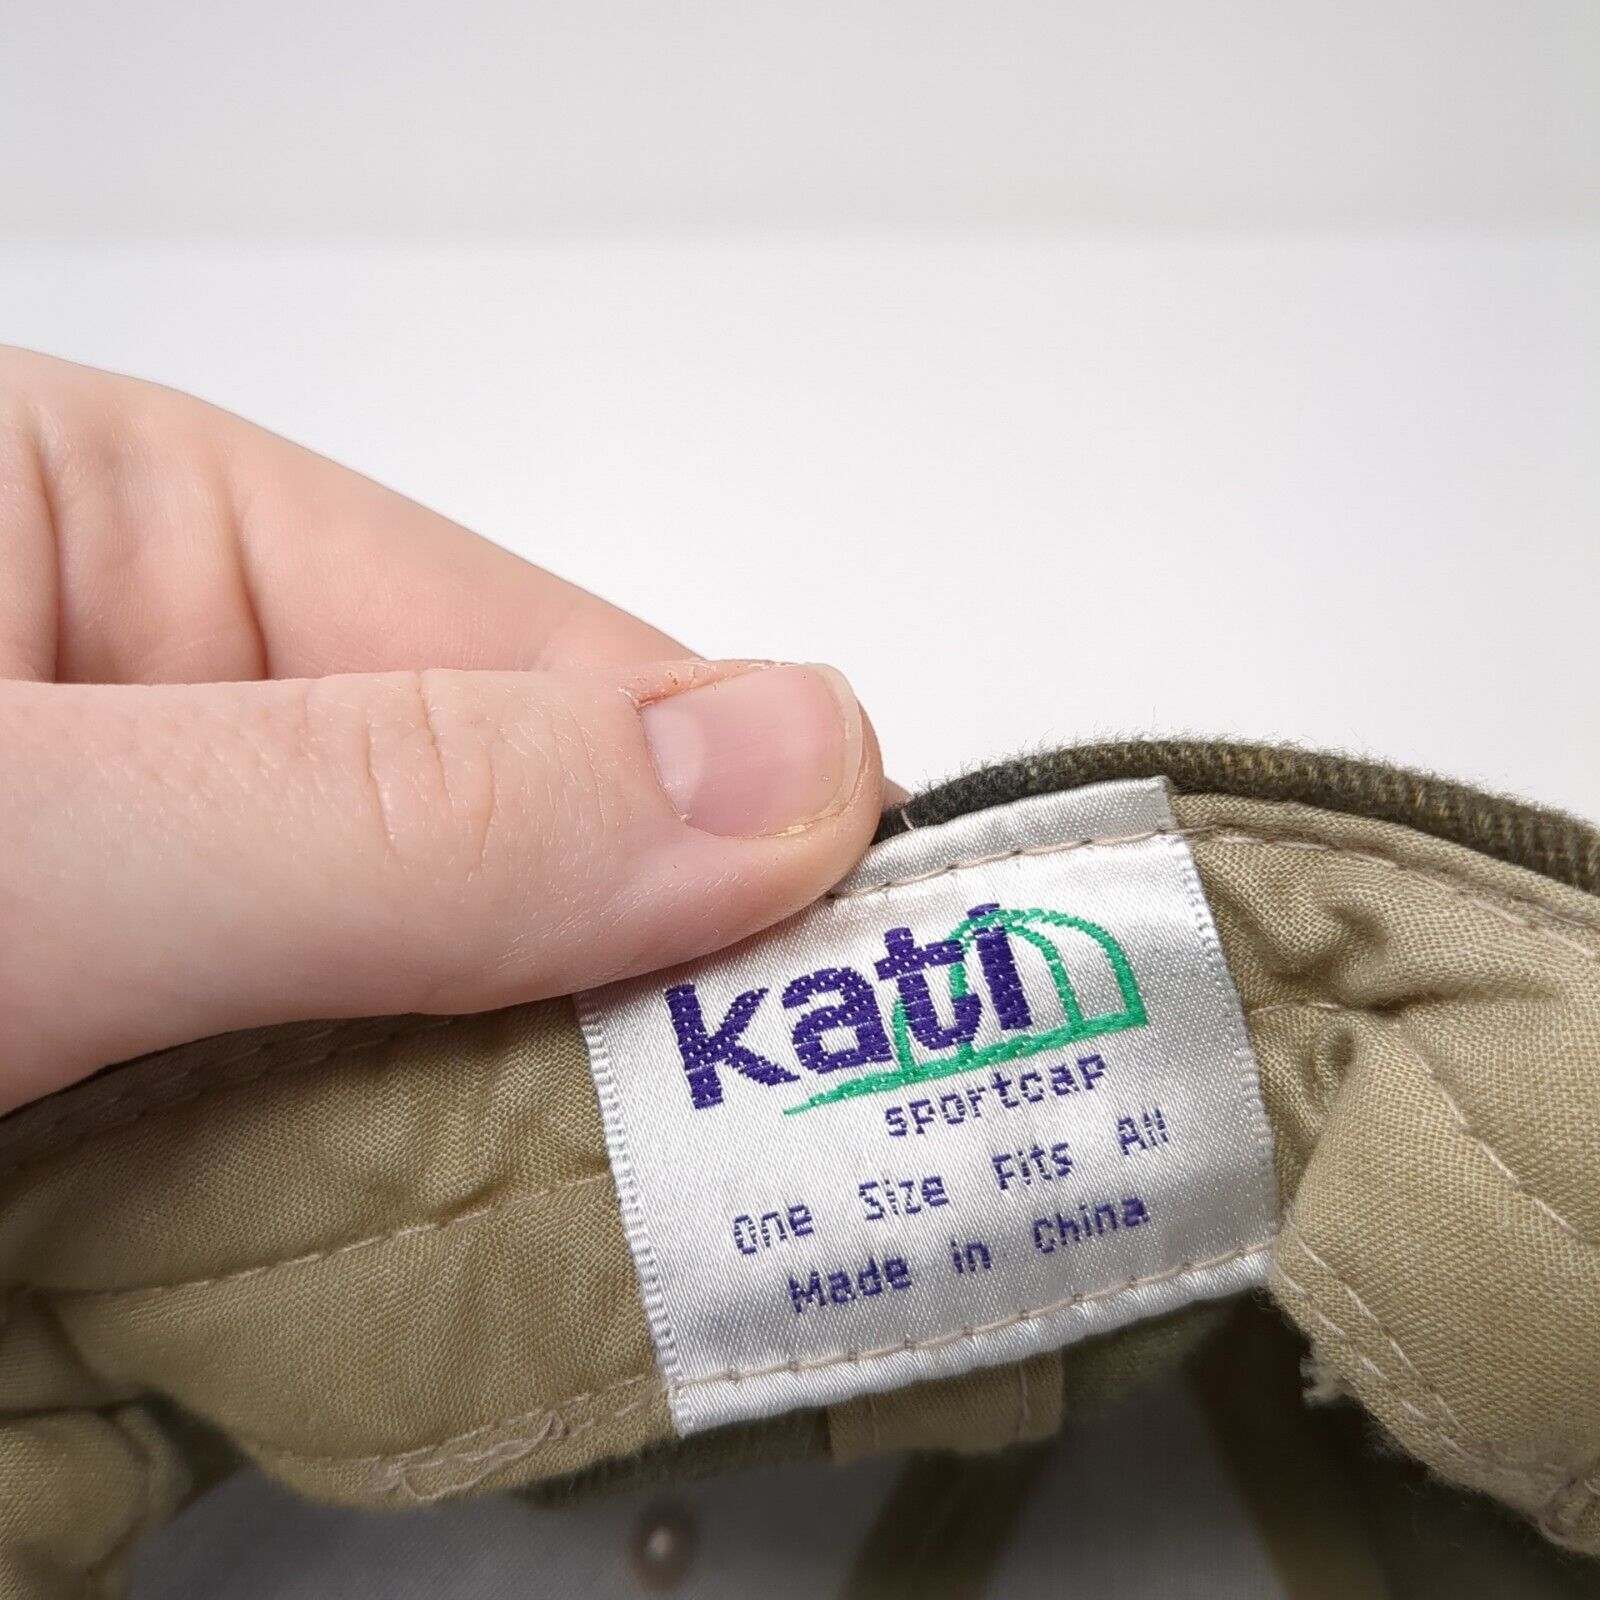 kati
sportcap
One Size Fits All
Made in China